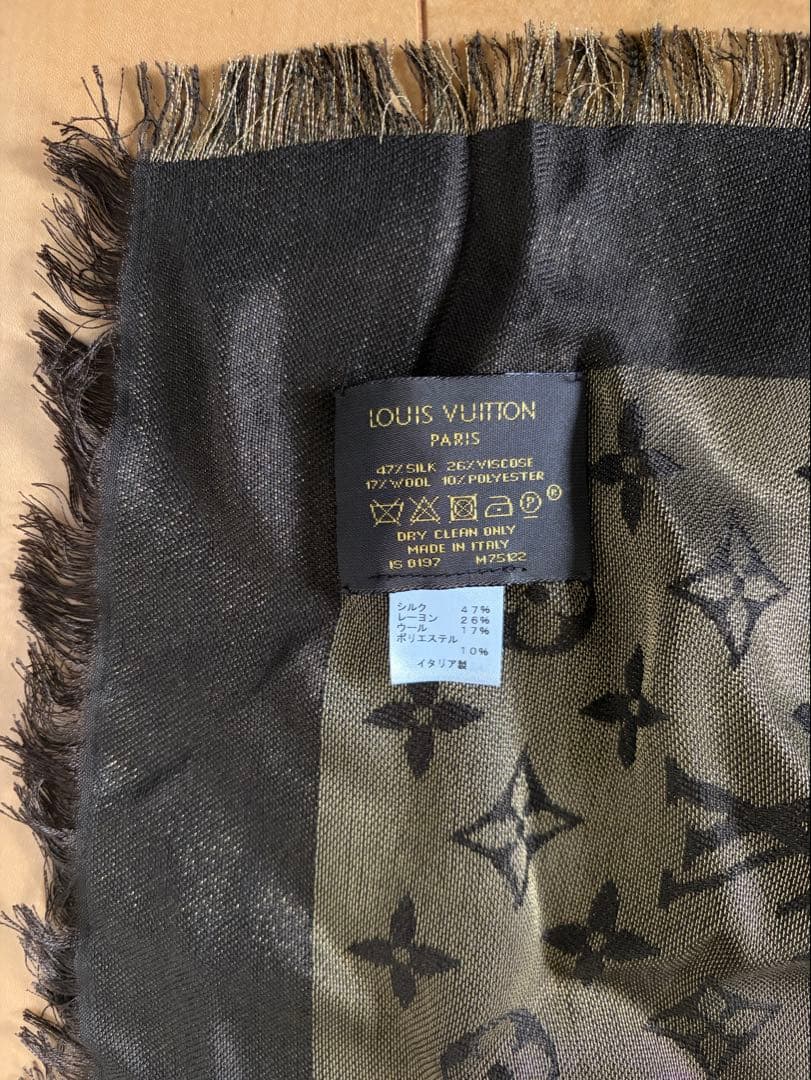 LOUIS VUITTON
PARIS
47% SILK 26% VISCOSE
17% WOOL 10% POLYESTER
P
R
DRY CLEAN ONLY
MADE IN ITALY
IS 0197 M75122
シルク 47%
レーヨン 26%
ウール 17%
ポリエステル
10%
イタリア製